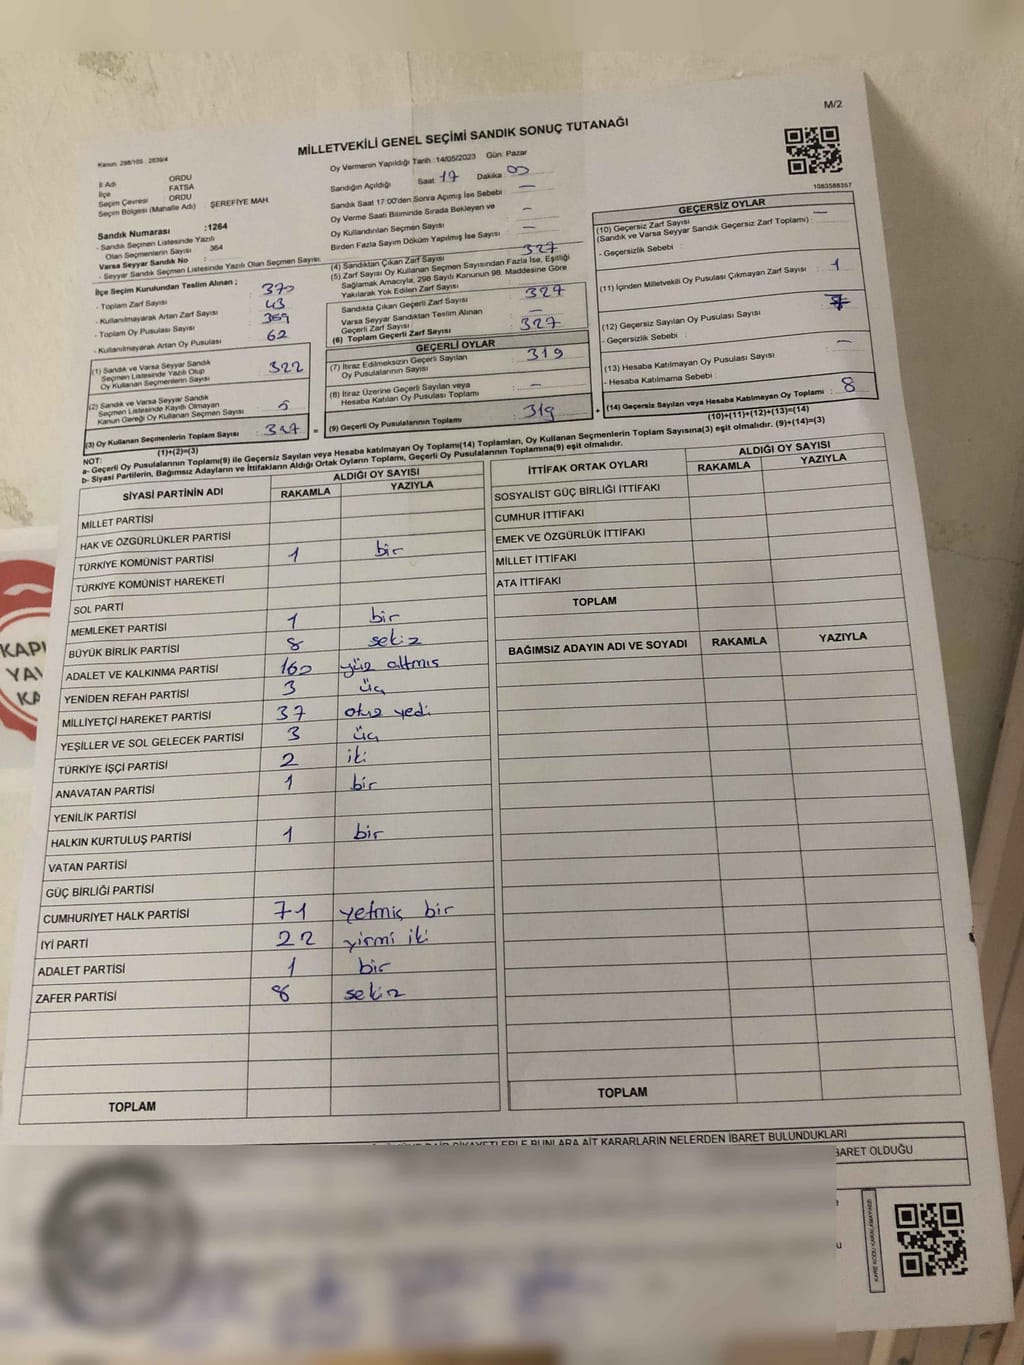 M/2
MİLLETVEKİLİ GENEL SEÇİMİ SANDIK SONUÇ TUTANAĞI
Kanun: 298/105 2839/4
İl Adı ORDU
İlçe FATSA
Seçim Çevresi ORDU
Seçim Bölgesi (Mahalle Adı) ŞEREFİYE MAH.
Sandık Numarası :1264
- Sandık Seçmen Listesinde Yazılı
Olan Seçmenlerin Sayısı : 364
Varsa Seyyar Sandık No :
- Seyyar Sandık Seçmen Listesinde Yazılı Olan Seçmen Sayısı:
Oy Vermenin Yapıldığı Tarih :14/05/2023 Gün: Pazar
Sandığın Açıldığı Saat 17 Dakika 00
Sandık Saat 17:00'den Sonra Açımış İse Sebebi : —
Oy Verme Saati Bitiminde Sırada Bekleyen ve
Oy Kullandırılan Seçmen Sayısı : –
Birden Fazla Sayım Döküm Yapılmış İse Sayısı : —
1083588357
İlçe Seçim Kurulundan Teslim Alınan ;
- Toplam Zarf Sayısı : 370
- Kullanılmayarak Artan Zarf Sayısı : 43
- Toplam Oy Pusulası Sayısı : 369
- Kullanılmayarak Artan Oy Pusulası : 62
(1) Sandık ve Varsa Seyyar Sandık
Seçmen Listesinde Yazılı Olup
Oy Kullanan Seçmenlerin Sayısı : 322
(2) Sandık ve Varsa Seyyar Sandık
Seçmen Listesinde Kayıtlı Olmayan
Kanun Gereği Oy Kullanan Seçmen Sayısı : 5
(3) Oy Kullanan Seçmenlerin Toplam Sayısı : 327
(1)+(2)=(3)
(4) Sandıktan Çıkan Zarf Sayısı : 327
(5) Zarf Sayısı Oy Kullanan Seçmen Sayısından Fazla İse, Eşitliği
Sağlamak Amacıyla, 298 Sayılı Kanunun 98. Maddesine Göre
Yakılarak Yok Edilen Zarf Sayısı : —
Sandıkta Çıkan Geçerli Zarf Sayısı : 327
Varsa Seyyar Sandıktan Teslim Alınan
Geçerli Zarf Sayısı : —
(6) Toplam Geçerli Zarf Sayısı : 327
GEÇERLİ OYLAR
(7) İtiraz Edilmeksizin Geçerli Sayılan
Oy Pusulalarının Sayısı : 319
(8) İtiraz Üzerine Geçerli Sayılan veya
Hesaba Katılan Oy Pusulası Toplamı : —
= (9) Geçerli Oy Pusulalarının Toplamı : 319
GEÇERSİZ OYLAR
(10) Geçersiz Zarf Sayısı
(Sandık ve Varsa Seyyar Sandık Geçersiz Zarf Toplamı) : —
- Geçersizlik Sebebi :
(11) İçinden Milletvekili Oy Pusulası Çıkmayan Zarf Sayısı : 1
(12) Geçersiz Sayılan Oy Pusulası Sayısı : 7
- Geçersizlik Sebebi :
(13) Hesaba Katılmayan Oy Pusulası Sayısı : —
- Hesaba Katılmama Sebebi :
+ (14) Geçersiz Sayılan veya Hesaba Katılmayan Oy Toplamı : 8
(10)+(11)+(12)+(13)=(14)
NOT:
a- Geçerli Oy Pusulalarının Toplamı(9) ile Geçersiz Sayılan veya Hesaba katılmayan Oy Toplamı(14) Toplamları, Oy Kullanan Seçmenlerin Toplam Sayısına(3) eşit olmalıdır. (9)+(14)=(3)
b- Siyasi Partilerin, Bağımsız Adayların ve İttifakların Aldığı Ortak Oyların Toplamı, Geçerli Oy Pusulalarının Toplamına(9) eşit olmalıdır.
SİYASİ PARTİNİN ADI ALDIĞI OY SAYISI
RAKAMLA YAZIYLA
MİLLET PARTİSİ
HAK VE ÖZGÜRLÜKLER PARTİSİ
TÜRKİYE KOMÜNİST PARTİSİ 1 bir
TÜRKİYE KOMÜNİST HAREKETİ
SOL PARTİ
MEMLEKET PARTİSİ 1 bir
BÜYÜK BİRLİK PARTİSİ 8 sekiz
ADALET VE KALKINMA PARTİSİ 160 yüz altmış
YENİDEN REFAH PARTİSİ 3 üç
MİLLİYETÇİ HAREKET PARTİSİ 37 otuz yedi
YEŞİLLER VE SOL GELECEK PARTİSİ 3 üç
TÜRKİYE İŞÇİ PARTİSİ 2 iki
ANAVATAN PARTİSİ 1 bir
YENİLİK PARTİSİ
HALKIN KURTULUŞ PARTİSİ 1 bir
VATAN PARTİSİ
GÜÇ BİRLİĞİ PARTİSİ
CUMHURİYET HALK PARTİSİ 71 yetmiş bir
İYİ PARTİ 22 yirmi iki
ADALET PARTİSİ 1 bir
ZAFER PARTİSİ 8 sekiz
TOPLAM
İTTİFAK ORTAK OYLARI ALDIĞI OY SAYISI
RAKAMLA YAZIYLA
SOSYALİST GÜÇ BİRLİĞİ İTTİFAKI
CUMHUR İTTİFAKI
EMEK VE ÖZGÜRLÜK İTTİFAKI
MİLLET İTTİFAKI
ATA İTTİFAKI
TOPLAM
BAĞIMSIZ ADAYIN ADI VE SOYADI RAKAMLA YAZIYLA
TOPLAM
BUNLARA AİT KARARLARIN NELERDEN İBARET BULUNDUKLARI
BARET OLDUĞU
KARE KODU KARALAMAYINIZ!
KAPI
YAV
KA